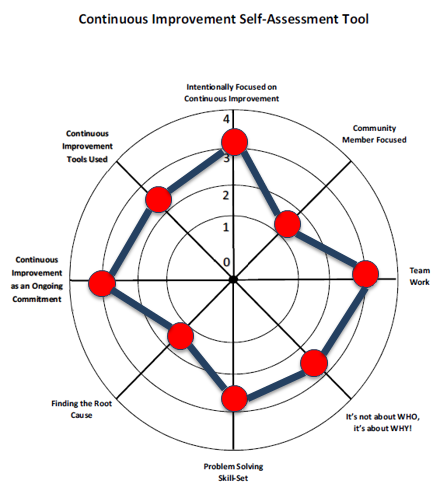 Continuous Improvement Self-Assessment Tool
Intentionally Focused on
Continuous Improvement
Continuous
Improvement
Tools Used
Community
Member Focused
4
3
2
1
0
Continuous
Improvement
as an Ongoing
Commitment
Team
Work
Finding the Root
Cause
It's not about WHO,
it's about WHY!
Problem Solving
Skill-Set